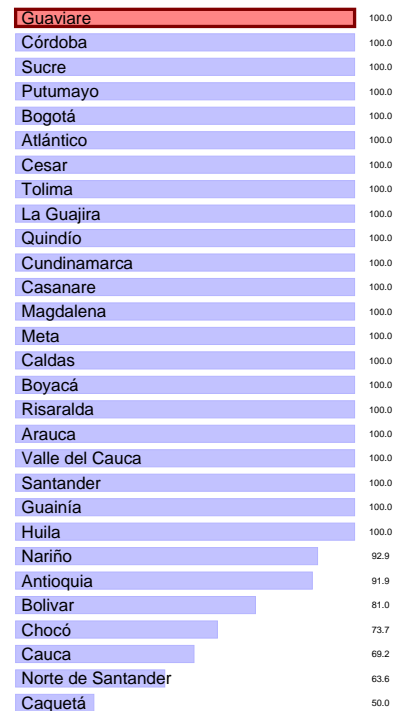 Guaviare 100.0
Córdoba 100.0
Sucre 100.0
Putumayo 100.0
Bogotá 100.0
Atlántico 100.0
Cesar 100.0
Tolima 100.0
La Guajira 100.0
Quindío 100.0
Cundinamarca 100.0
Casanare 100.0
Magdalena 100.0
Meta 100.0
Caldas 100.0
Boyacá 100.0
Risaralda 100.0
Arauca 100.0
Valle del Cauca 100.0
Santander 100.0
Guainía 100.0
Huila 100.0
Nariño 92.9
Antioquia 91.9
Bolivar 81.0
Chocó 73.7
Cauca 69.2
Norte de Santander 63.6
Caquetá 50.0